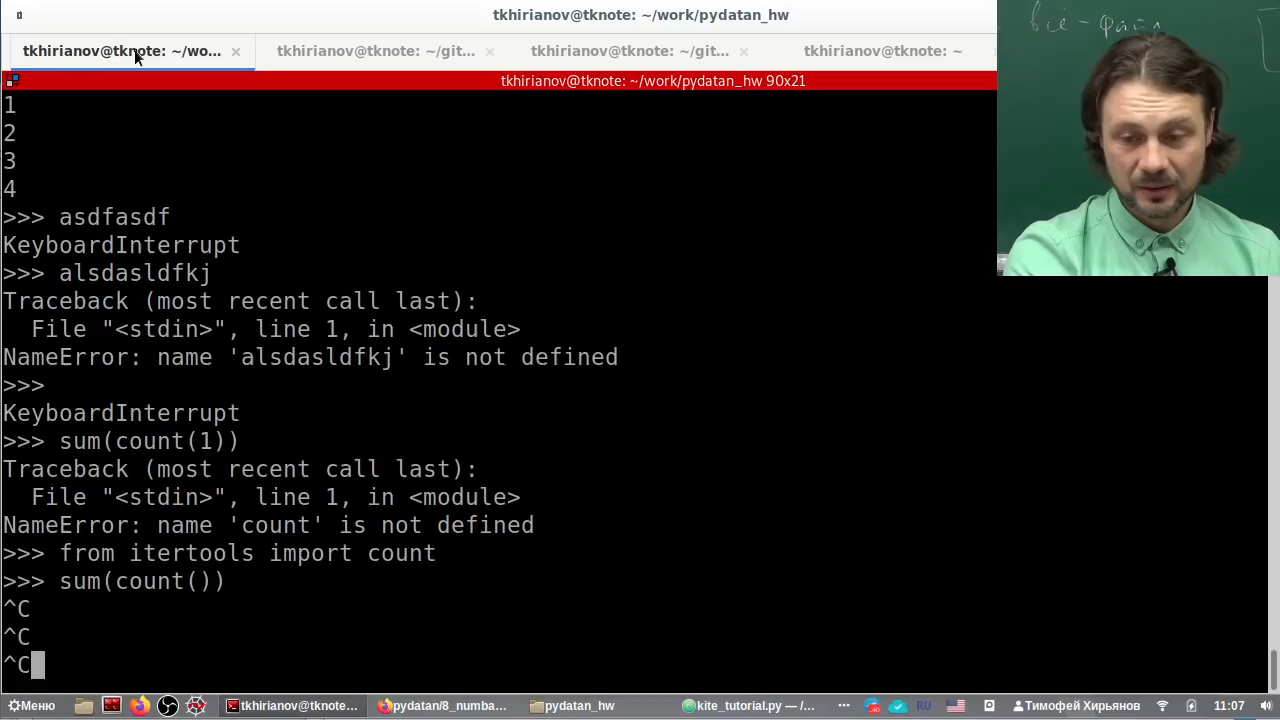 tkhirianov@tknote: ~/work/pydatan_hw
tkhirianov@tknote: ~/wo... ×
tkhirianov@tknote: ~/git... ×
tkhirianov@tknote: ~/git... ×
tkhirianov@tknote: ~
tkhirianov@tknote: ~/work/pydatan_hw 90x21
1
2
3
4
>>> asdfasdf
KeyboardInterrupt
>>> alsdasldfkj
Traceback (most recent call last):
  File "<stdin>", line 1, in <module>
NameError: name 'alsdasldfkj' is not defined
>>>
KeyboardInterrupt
>>> sum(count(1))
Traceback (most recent call last):
  File "<stdin>", line 1, in <module>
NameError: name 'count' is not defined
>>> from itertools import count
>>> sum(count())
^C
^C
^C
всё - файл
Меню
tkhirianov@tknote...
pydatan/8_numba...
pydatan_hw
kite_tutorial.py — /...
RU
Тимофей Хирьянов
11:07